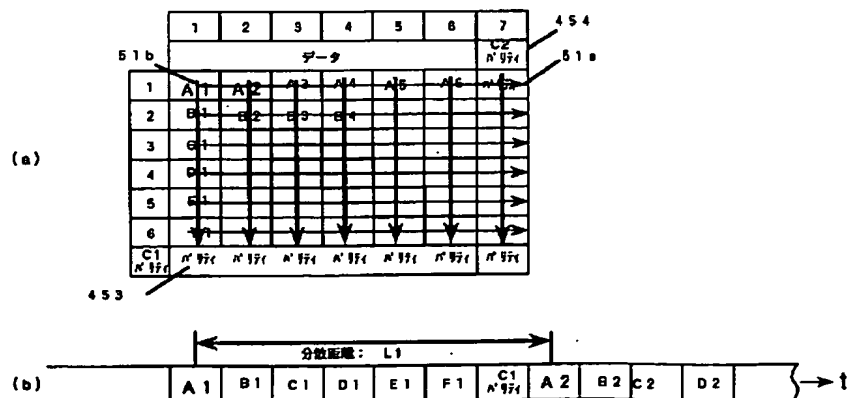 1 2 3 4 5 6 7
454
データ
C2
パリティ
51b
51a
(a)
1 A1 A2 A3 A4 A5 A6
2 B1 B2 B3 B4
3 C1
4 D1
5 E1
6
C1
パリティ パリティ パリティ パリティ パリティ パリティ パリティ パリティ
453
分散距離： L1
(b) A1 B1 C1 D1 E1 F1 C1 パリティ A2 B2 C2 D2 t